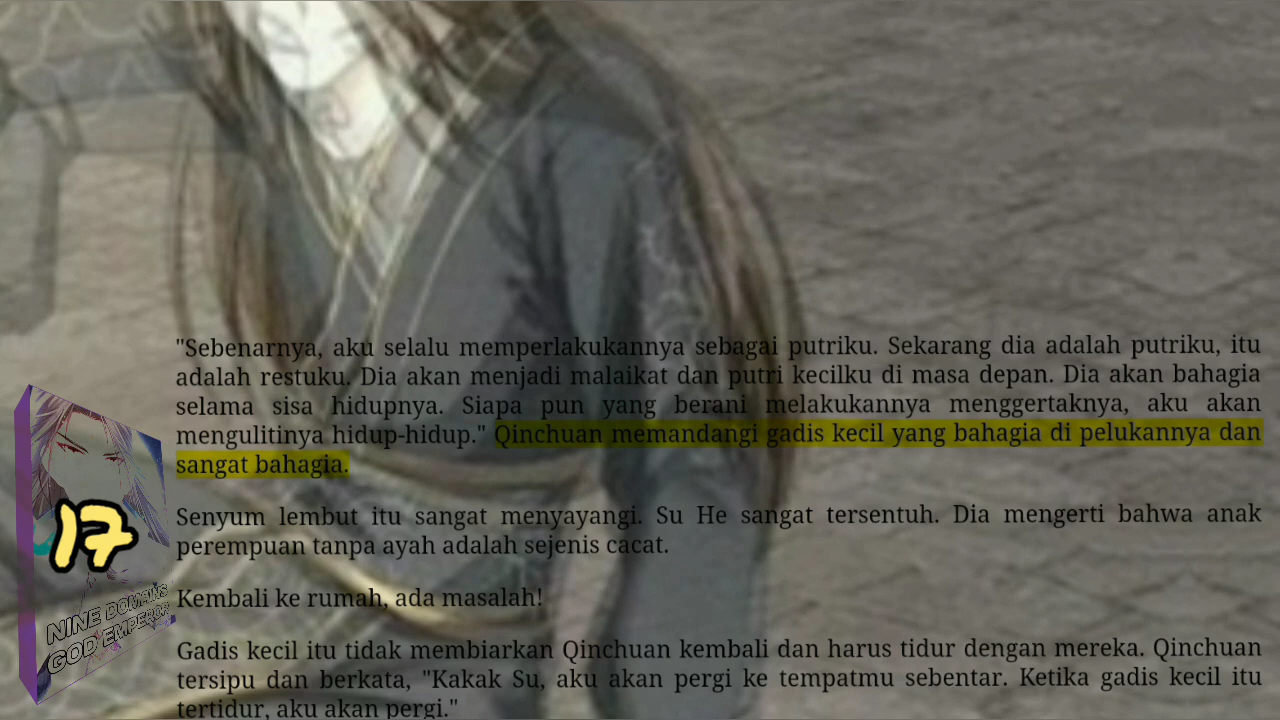 "Sebenarnya, aku selalu memperlakukannya sebagai putriku. Sekarang dia adalah putriku, itu
adalah restuku. Dia akan menjadi malaikat dan putri kecilku di masa depan. Dia akan bahagia
selama sisa hidupnya. Siapa pun yang berani melakukannya menggertaknya, aku akan
mengulitinya hidup-hidup." Qinchuan memandangi gadis kecil yang bahagia di pelukannya dan
sangat bahagia.
Senyum lembut itu sangat menyayangi. Su He sangat tersentuh. Dia mengerti bahwa anak
perempuan tanpa ayah adalah sejenis cacat.
Kembali ke rumah, ada masalah!
Gadis kecil itu tidak membiarkan Qinchuan kembali dan harus tidur dengan mereka. Qinchuan
tersipu dan berkata, "Kakak Su, aku akan pergi ke tempatmu sebentar. Ketika gadis kecil itu
tertidur, aku akan pergi."
17
NINE DOMAINS
GOD EMPEROR